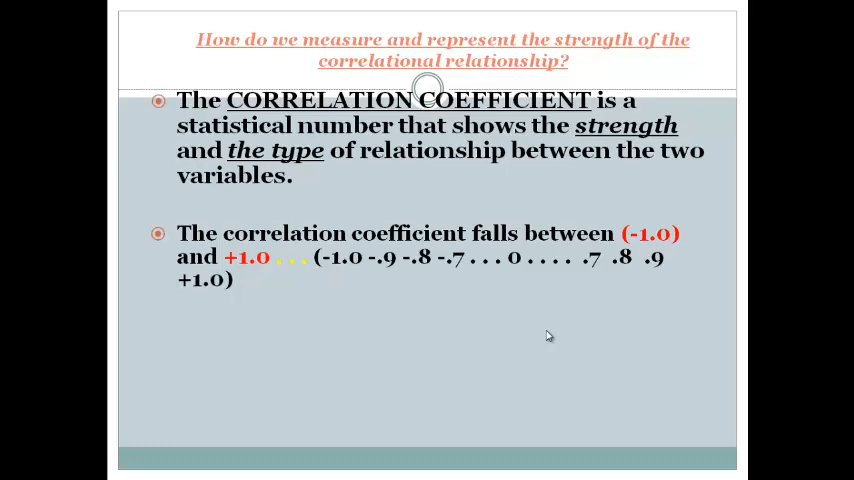 How do we measure and represent the strength of the
correlational relationship?
The CORRELATION COEFFICIENT is a
statistical number that shows the strength
and the type of relationship between the two
variables.
The correlation coefficient falls between (-1.0)
and +1.0 . . . (-1.0 -.9 -.8 -.7 . . . 0 . . . . .7 .8 .9
+1.0)